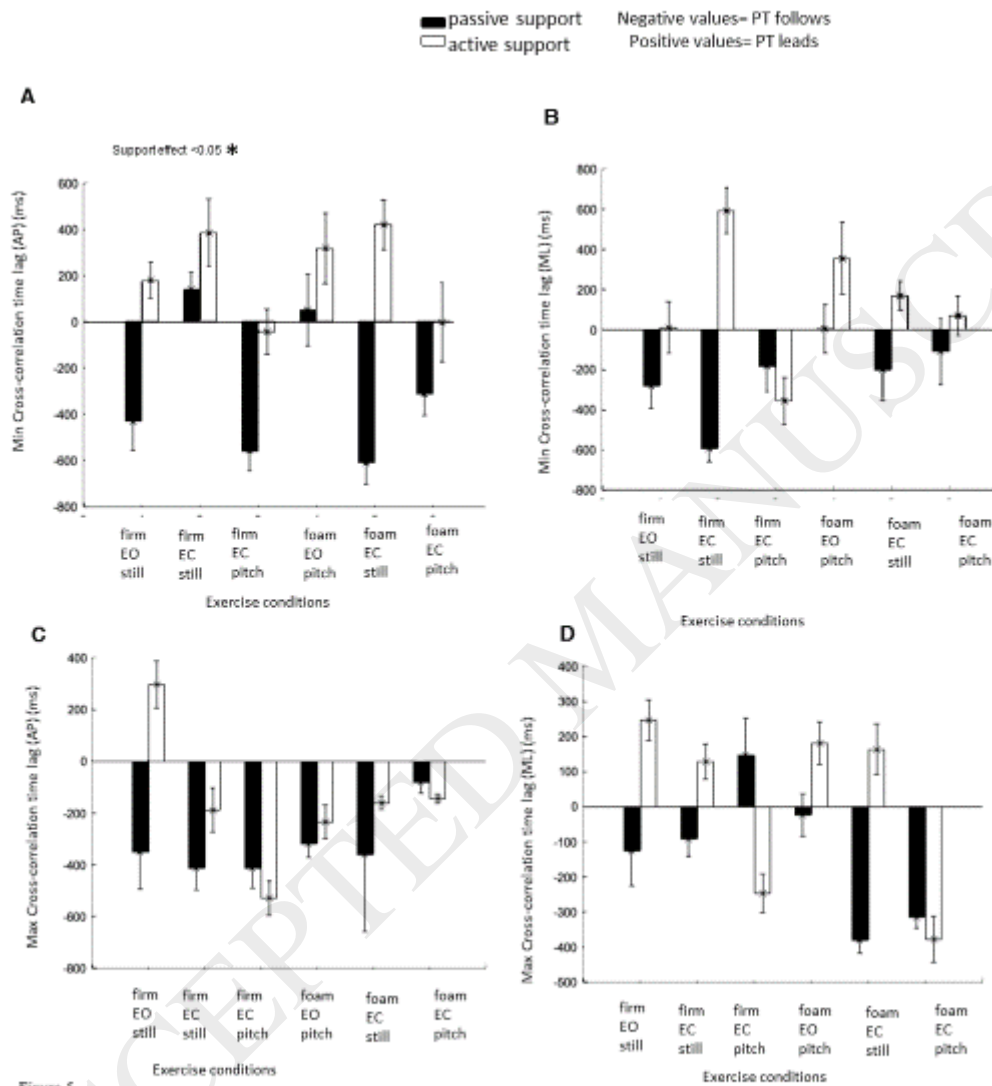 passive support Negative values= PT follows
active support Positive values= PT leads
A
B
Support effect <0.05 *
Min Cross-correlation time lag (AP) (ms)
600
400
200
0
-200
-400
-600
-800
firm firm firm foam foam foam
EO EC EC EO EC EC
still still pitch pitch still pitch
Exercise conditions
Min Cross-correlation time lag (ML) (ms)
800
600
400
200
0
-200
-400
-600
-800
firm firm firm foam foam foam
EO EC EC EO EC EC
still still pitch pitch still pitch
Exercise conditions
C
D
Max Cross-correlation time lag (AP) (ms)
400
200
0
-200
-400
-600
-800
firm firm firm foam foam foam
EO EC EC EO EC EC
still still pitch pitch still pitch
Exercise conditions
Max Cross-correlation time lag (ML) (ms)
400
300
200
100
0
-100
-200
-300
-400
-500
firm firm firm foam foam foam
EO EC EC EO EC EC
still still pitch pitch still pitch
Exercise conditions
CCEPTED MANUSCR